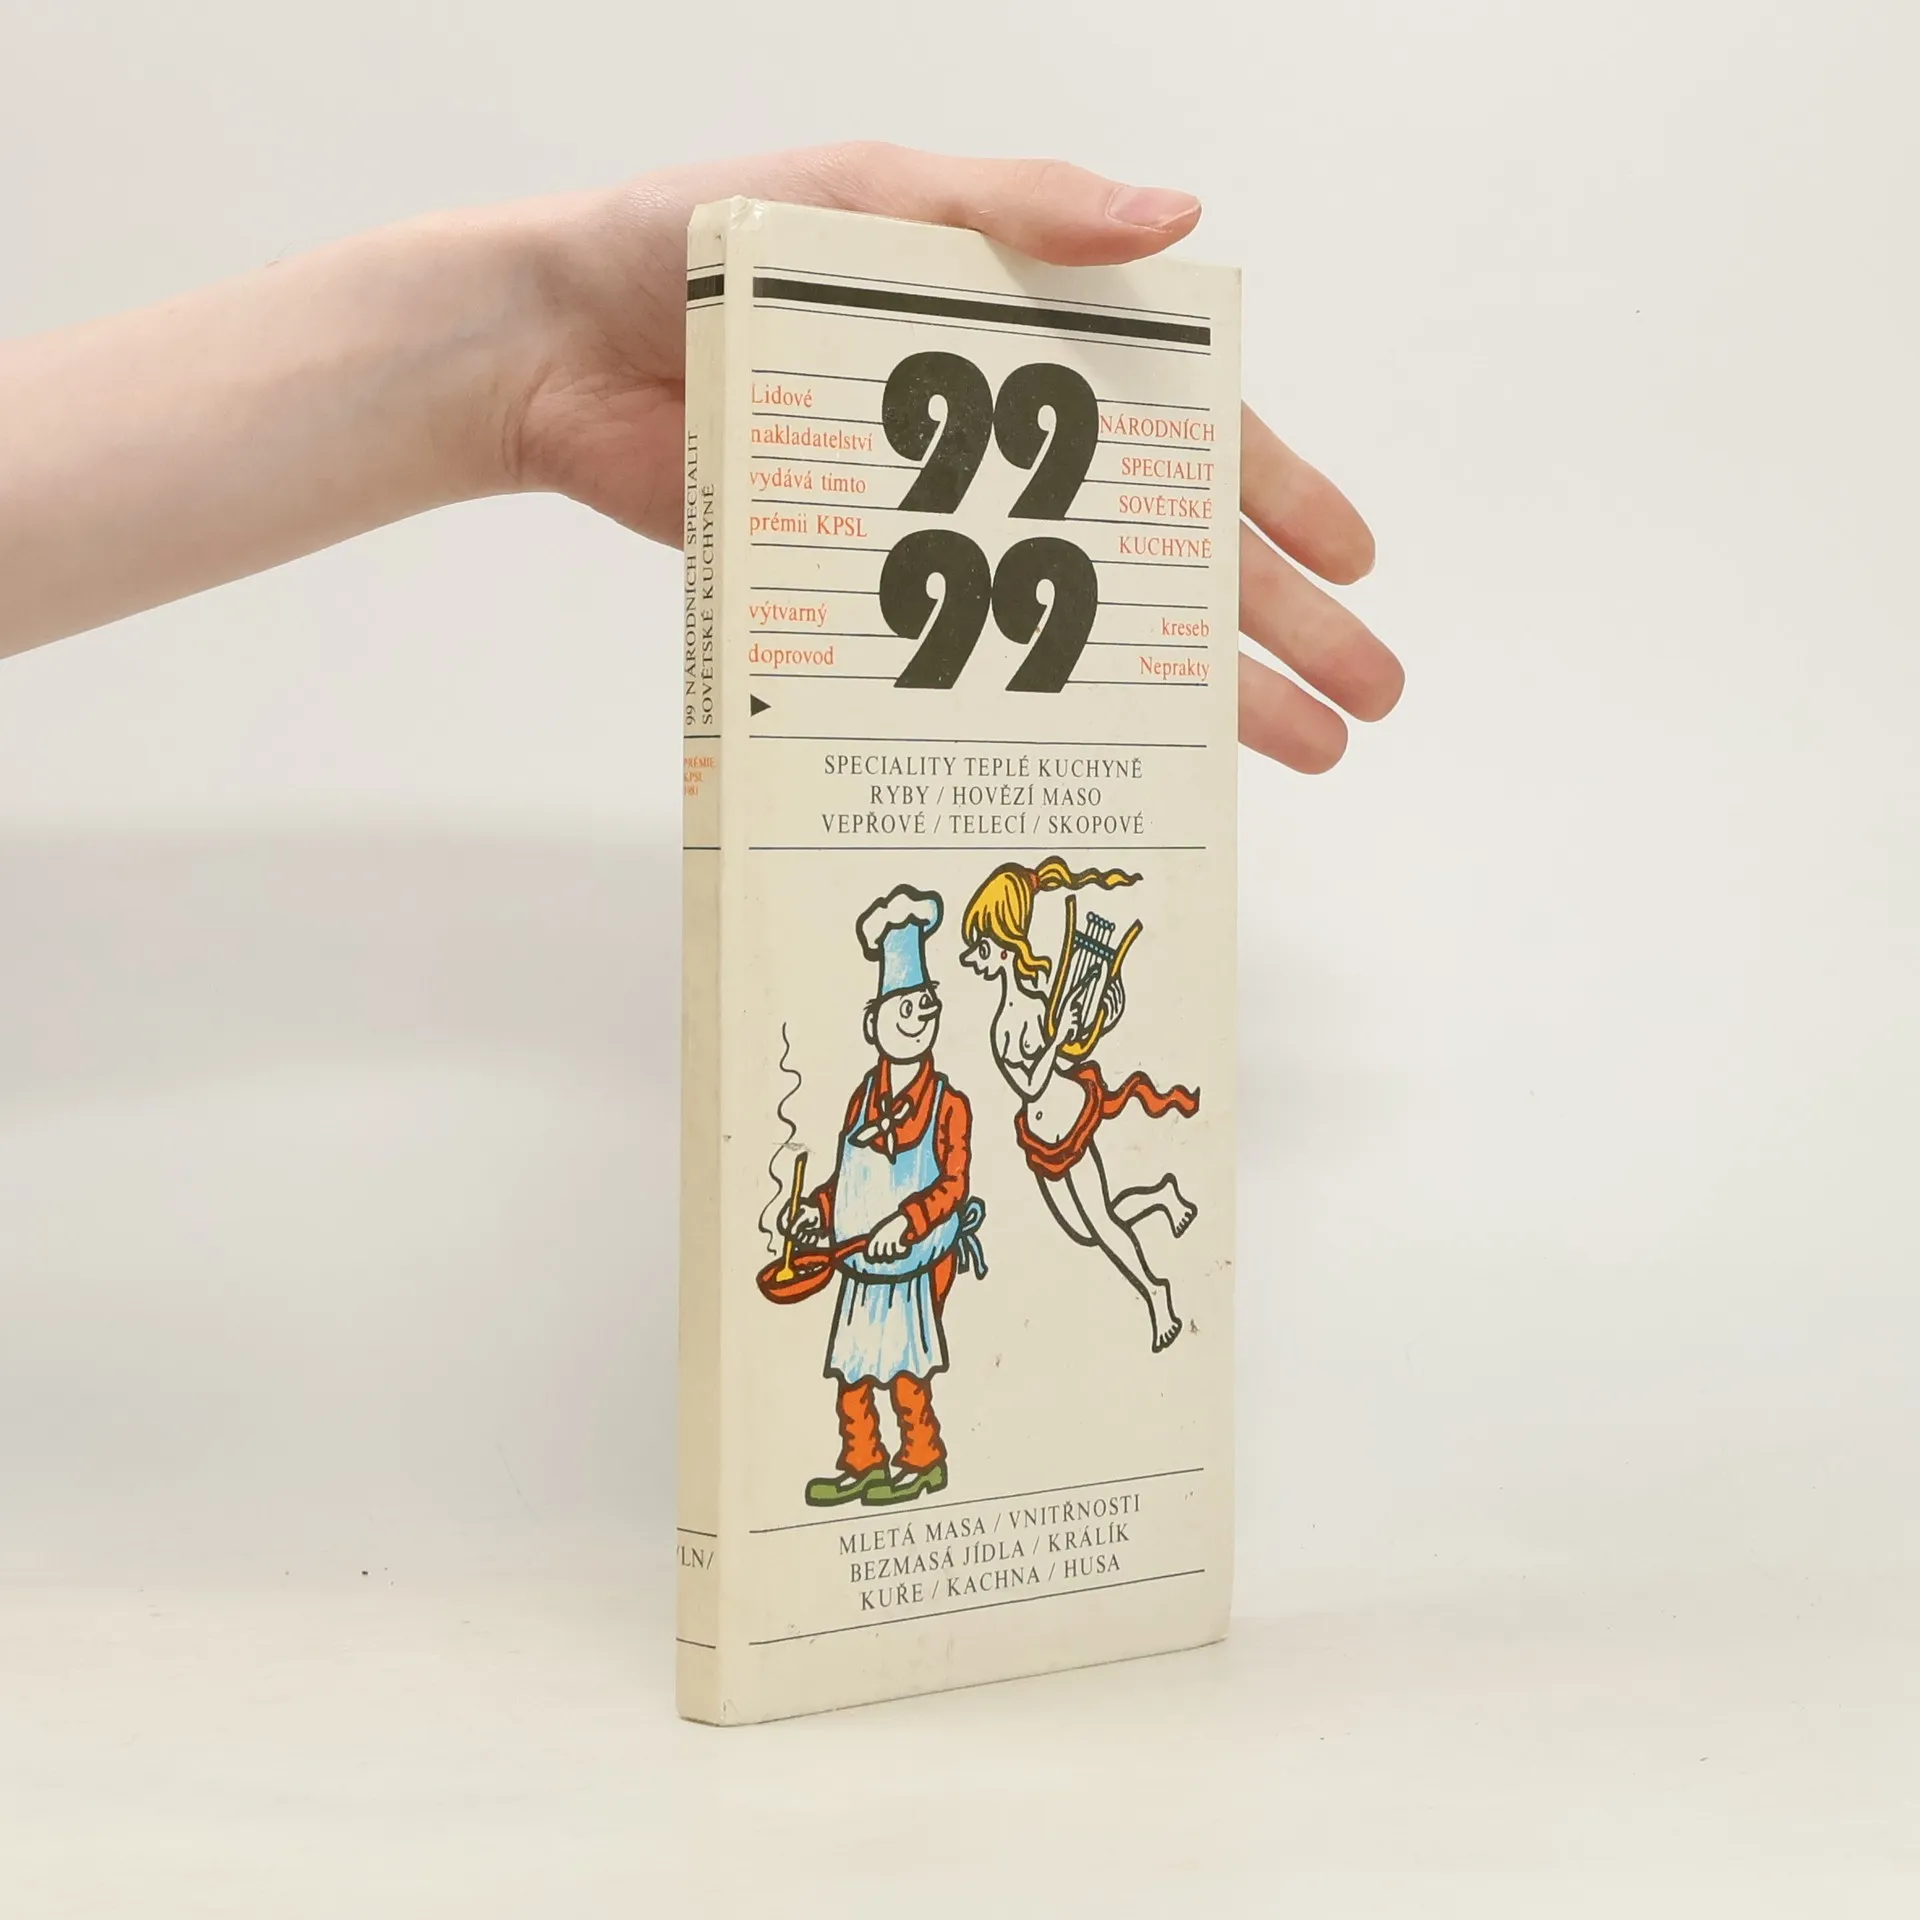 99 NÁRODNÍCH SPECIALIT
SOVĚTSKÉ KUCHYNĚ
PRÉMIE
KPSL
/LN/
Lidové
nakladatelství
vydává tímto
prémii KPSL
99
NÁRODNÍCH
SPECIALIT
SOVĚTSKÉ
KUCHYNĚ
výtvarný
doprovod
99
kreseb
Neprakty
SPECIALITY TEPLÉ KUCHYNĚ
RYBY / HOVĚZÍ MASO
VEPŘOVÉ / TELECÍ / SKOPOVÉ
MLETÁ MASA / VNITŘNOSTI
BEZMASÁ JÍDLA / KRÁLÍK
KUŘE / KACHNA / HUSA